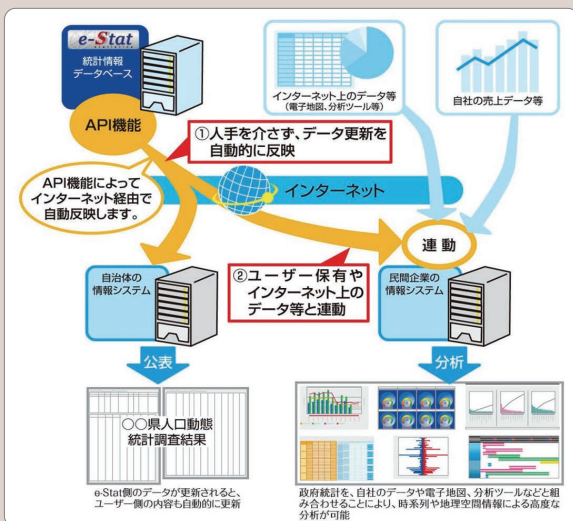 e-Stat
統計情報
データベース
API機能
インターネット上のデータ等
(電子地図、分析ツール等)
自社の売上データ等
①人手を介さず、データ更新を
自動的に反映
API機能によって
インターネット経由で
自動反映します。
インターネット
連動
自治体の
情報システム
②ユーザー保有や
インターネット上の
データ等と連動
民間企業の
情報システム
公表
分析
○○県人口動態
統計調査結果
e-Stat側のデータが更新されると、
ユーザー側の内容も自動的に更新
政府統計を、自社のデータや電子地図、分析ツールなどと組
み合わせることにより、時系列や地理空間情報による高度な
分析が可能